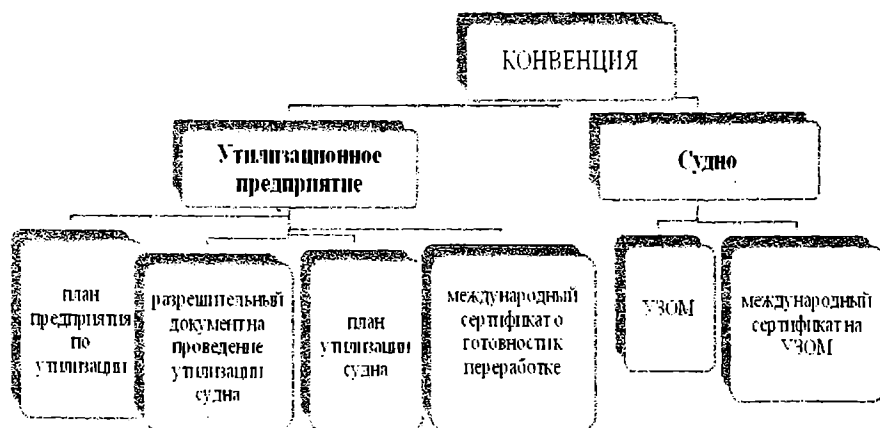 КОНВЕНЦИЯ
Утилизационное
предприятие
Судно
план
предприятия
по
утилизации
разрешительный
документ на
проведение
утилизации
судна
план
утилизации
судна
международный
сертификат о
готовности к
переработке
УЗОМ
международный
сертификат на
УЗОМ